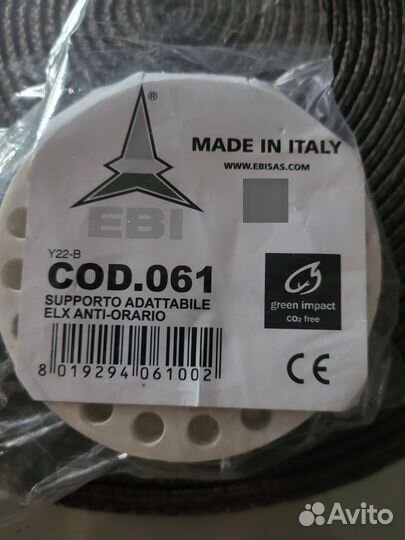 ®
EBI
MADE IN ITALY
WWW.EBISAS.COM
Y22-B
COD.061
SUPPORTO ADATTABILE
ELX ANTI-ORARIO
8 019294 061002
green impact
CO₂ free
CE
Avito